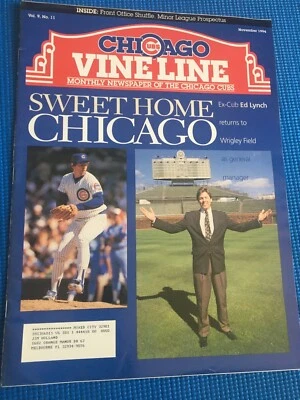 INSIDE: Front Office Shuffle, Minor League Prospectus
Vol. 9, No. 11
November 1994
CHICAGO
CUBS
VINE LINE
MONTHLY NEWSPAPER OF THE CHICAGO CUBS
SWEET HOME
CHICAGO
Ex-Cub Ed Lynch
returns to
Wrigley Field
as general
manager